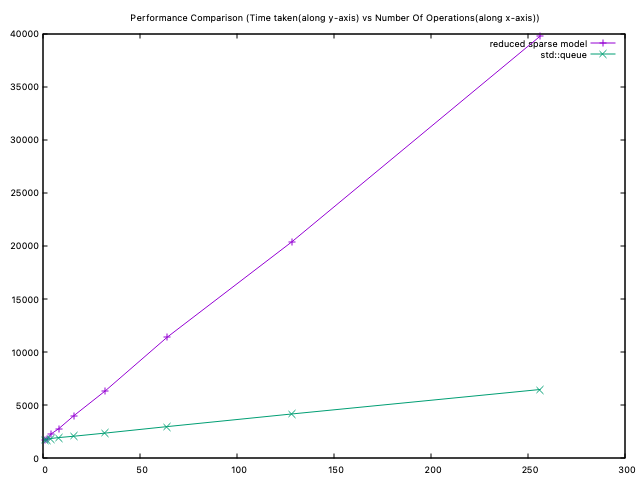 Performance Comparison (Time taken(along y-axis) vs Number Of Operations(along x-axis))
40000
reduced sparse model
std::queue
35000
30000
25000
20000
15000
10000
5000
0
0 50 100 150 200 250 300